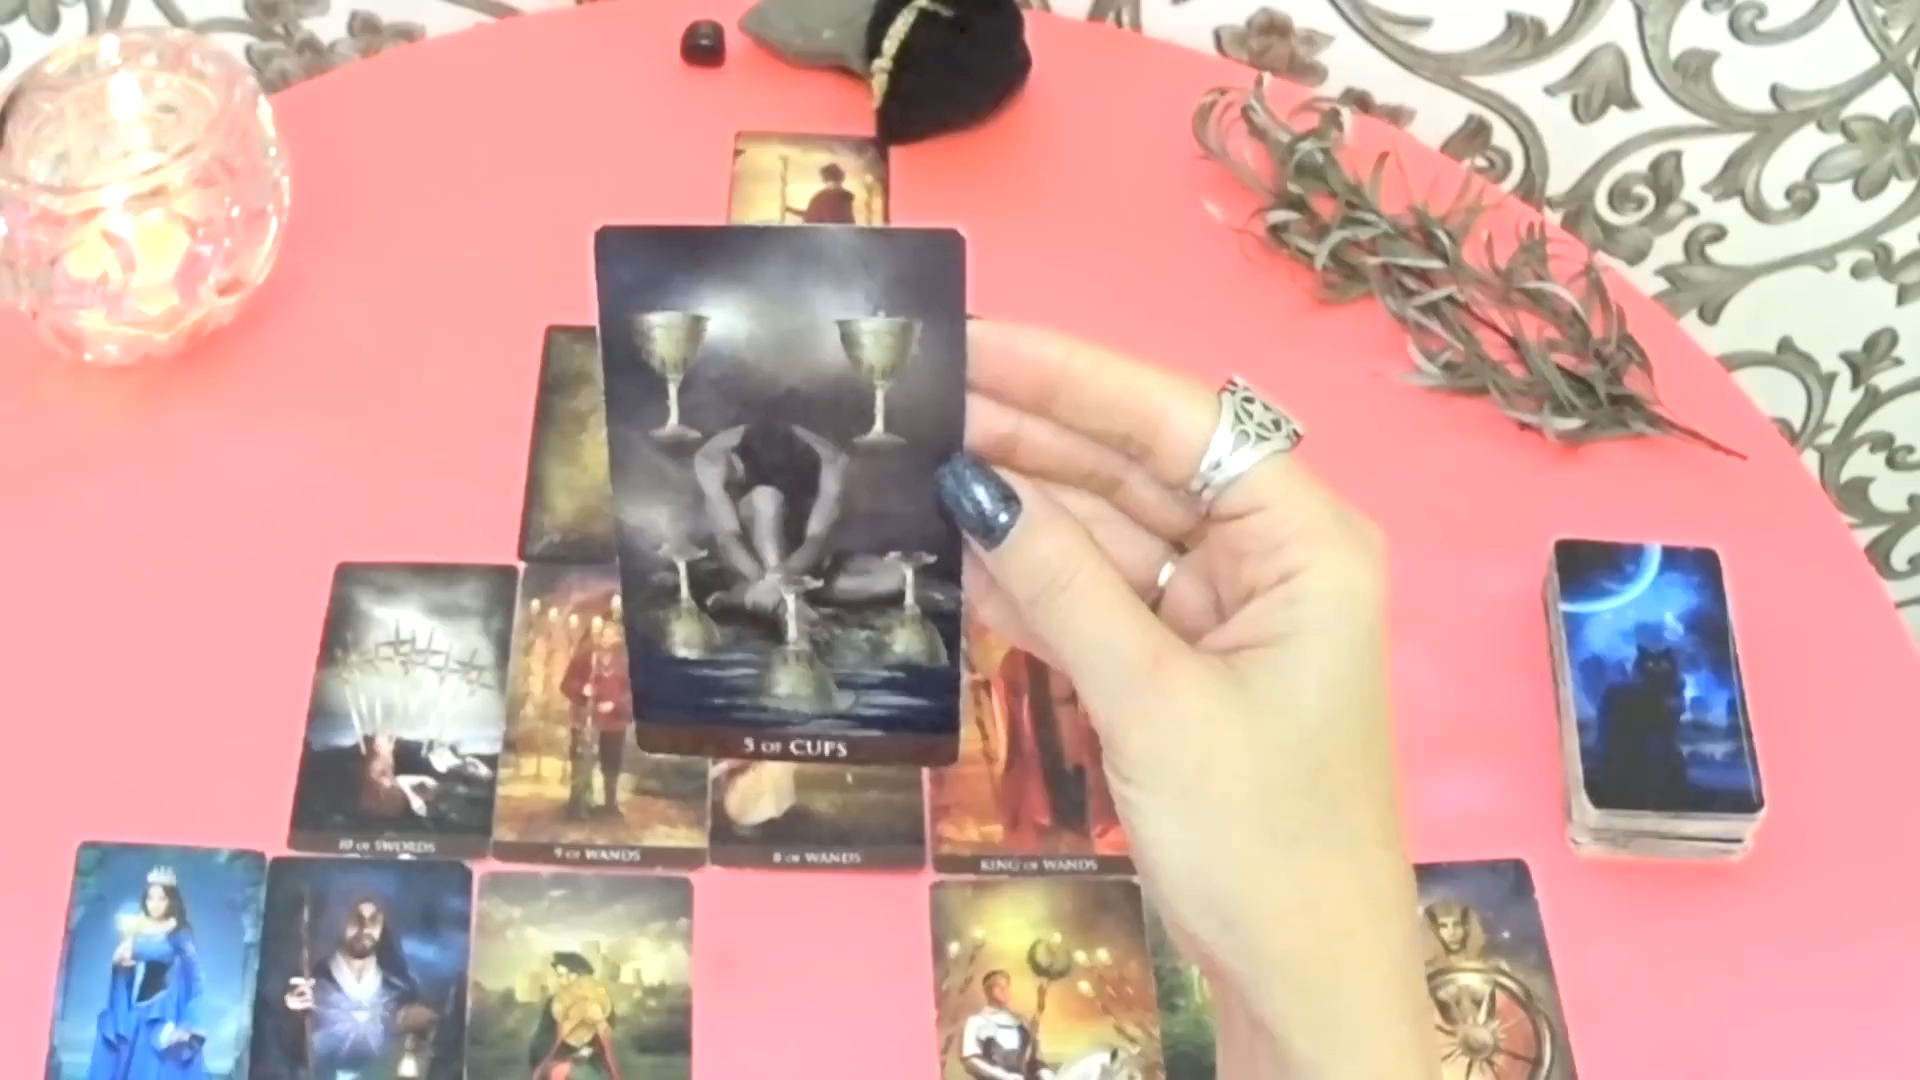 5 OF CUPS
10 OF SWORDS
9 OF WANDS
8 OF WANDS
KING OF WANDS